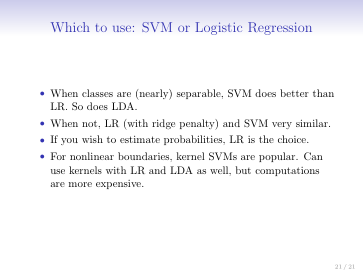 Which to use: SVM or Logistic Regression
• When classes are (nearly) separable, SVM does better than
LR. So does LDA.
• When not, LR (with ridge penalty) and SVM very similar.
• If you wish to estimate probabilities, LR is the choice.
• For nonlinear boundaries, kernel SVMs are popular. Can
use kernels with LR and LDA as well, but computations
are more expensive.
21 / 21